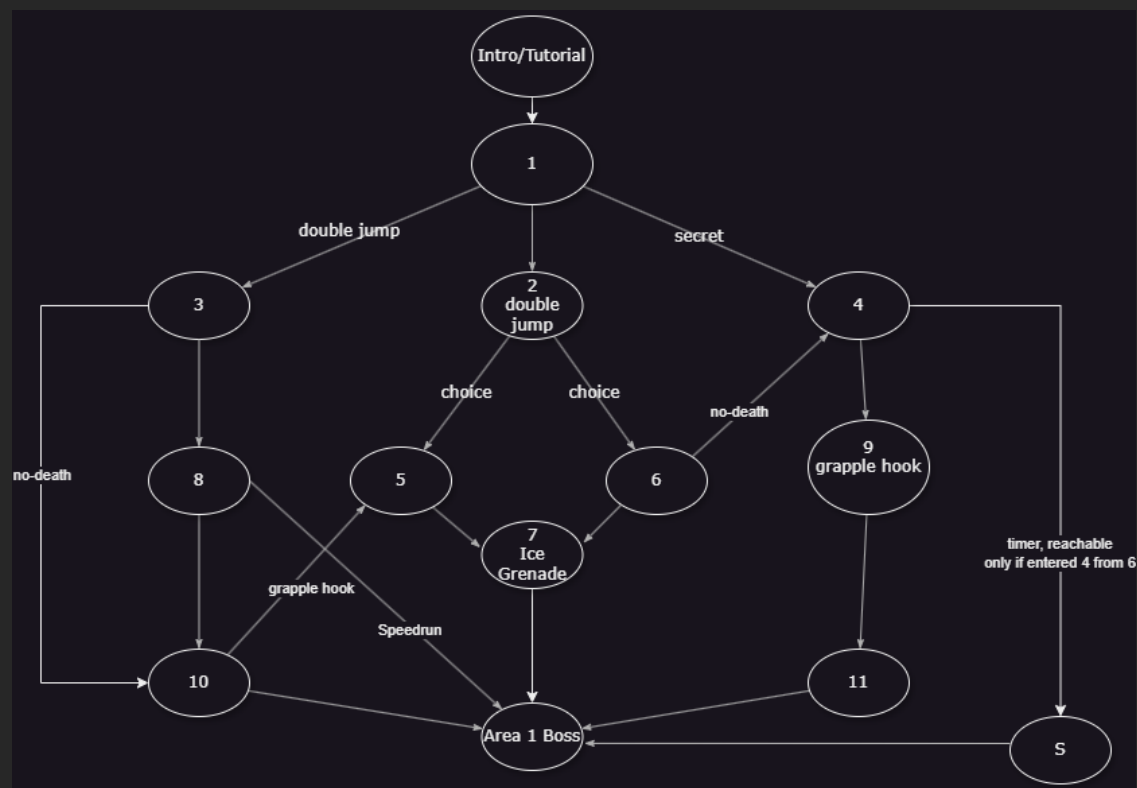 Intro/Tutorial
1
double jump
secret
3
2
double
jump
4
choice
choice
no-death
9
grapple hook
no-death
8
5
6
7
Ice
Grenade
timer, reachable
only if entered 4 from 6
grapple hook
Speedrun
10
11
Area 1 Boss
S